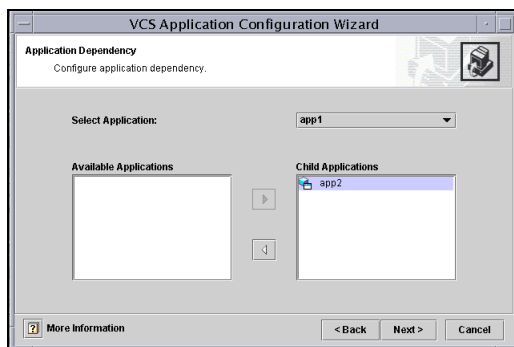 VCS Application Configuration Wizard
Application Dependency
Configure application dependency.
Select Application:
app1
Available Applications
Child Applications
app2
More Information
< Back
Next >
Cancel